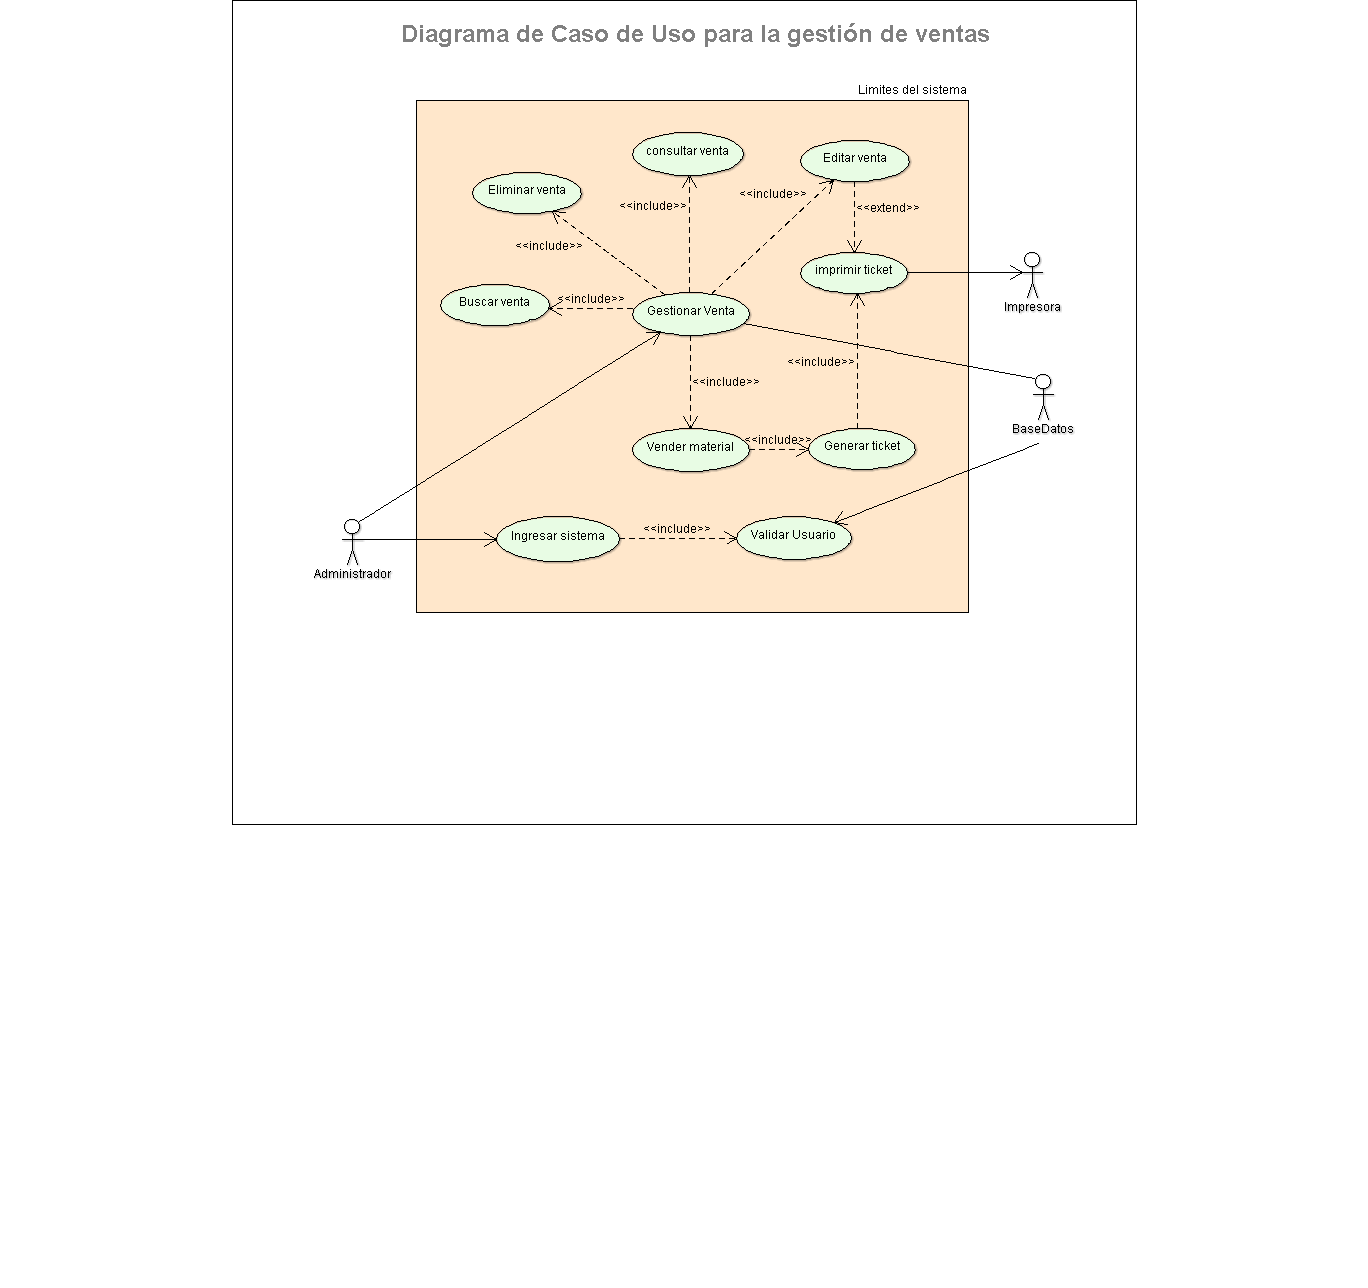 Diagrama de Caso de Uso para la gestión de ventas
Limites del sistema
consultar venta
Editar venta
Eliminar venta
<<include>>
<<include>>
<<extend>>
<<include>>
imprimir ticket
Buscar venta
<<include>>
Gestionar Venta
Impresora
<<include>>
<<include>>
BaseDatos
Vender material
<<include>>
Generar ticket
Ingresar sistema
<<include>>
Validar Usuario
Administrador